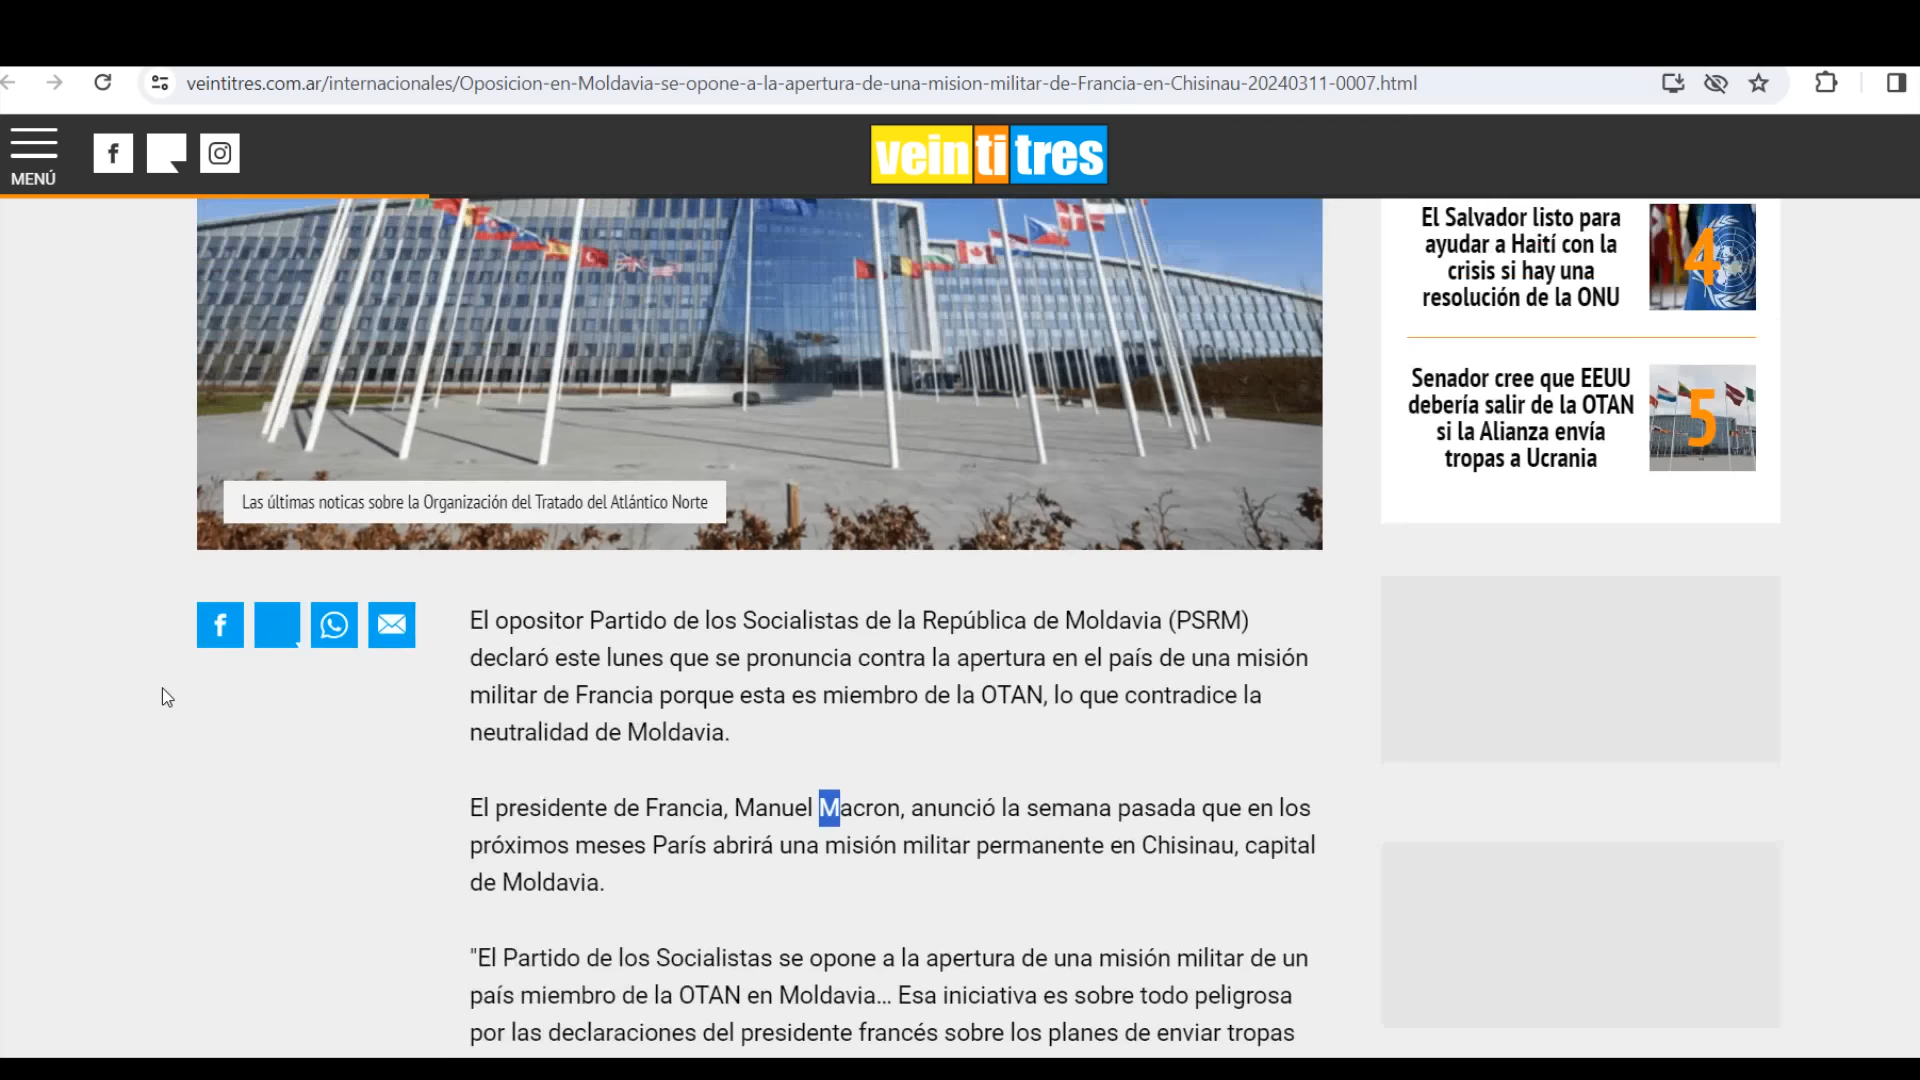 veintitres.com.ar/internacionales/Oposicion-en-Moldavia-se-opone-a-la-apertura-de-una-mision-militar-de-Francia-en-Chisinau-20240311-0007.html
MENÚ
veintitres
El Salvador listo para
ayudar a Haití con la
crisis si hay una
resolución de la ONU
4
Senador cree que EEUU
debería salir de la OTAN
si la Alianza envía
tropas a Ucrania
5
Las últimas noticas sobre la Organización del Tratado del Atlántico Norte
El opositor Partido de los Socialistas de la República de Moldavia (PSRM)
declaró este lunes que se pronuncia contra la apertura en el país de una misión
militar de Francia porque esta es miembro de la OTAN, lo que contradice la
neutralidad de Moldavia.
El presidente de Francia, Manuel Macron, anunció la semana pasada que en los
próximos meses París abrirá una misión militar permanente en Chisinau, capital
de Moldavia.
"El Partido de los Socialistas se opone a la apertura de una misión militar de un
país miembro de la OTAN en Moldavia... Esa iniciativa es sobre todo peligrosa
por las declaraciones del presidente francés sobre los planes de enviar tropas